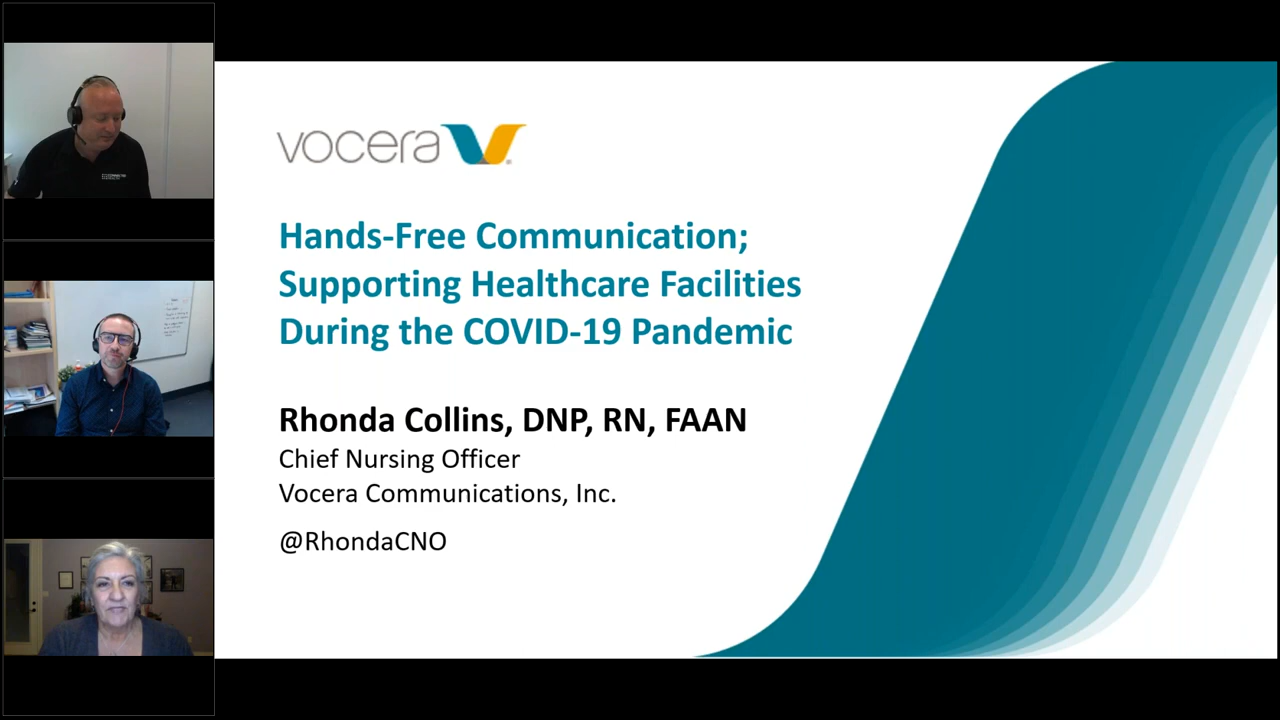 vocera
Hands-Free Communication;
Supporting Healthcare Facilities
During the COVID-19 Pandemic
Rhonda Collins, DNP, RN, FAAN
Chief Nursing Officer
Vocera Communications, Inc.
@RhondaCNO